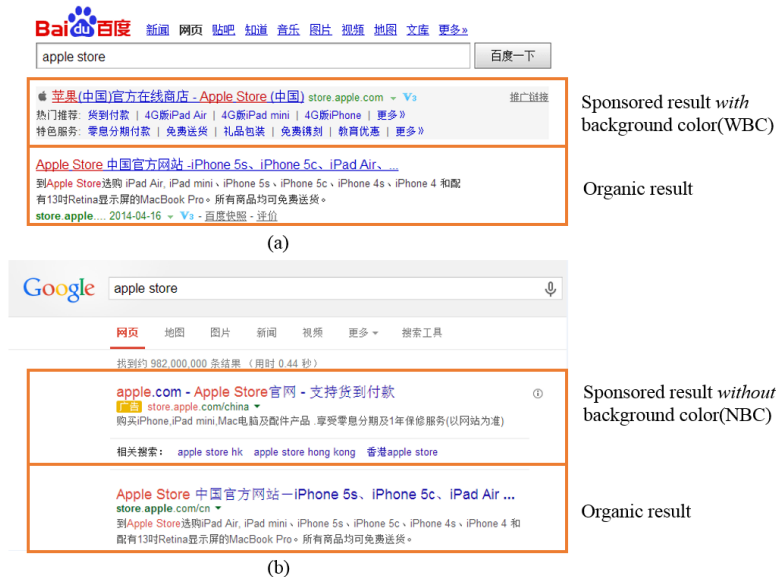 Bai du 百度 新闻 网页 贴吧 知道 音乐 图片 视频 地图 文库 更多»
apple store 百度一下
苹果(中国)官方在线商店 - Apple Store (中国) store.apple.com V3 推广链接
热门推荐: 货到付款 | 4G版iPad Air | 4G版iPad mini | 4G版iPhone | 更多»
特色服务: 零息分期付款 | 免费送货 | 礼品包装 | 免费镌刻 | 教育优惠 | 更多»
Sponsored result with
background color(WBC)
Apple Store 中国官方网站 -iPhone 5s、iPhone 5c、iPad Air、...
到Apple Store选购 iPad Air, iPad mini、iPhone 5s、iPhone 5c、iPhone 4s、iPhone 4 和配
有13吋Retina显示屏的MacBook Pro。所有商品均可免费送货。
store.apple.... 2014-04-16 V3 - 百度快照 - 评价
Organic result
(a)
Google apple store
网页 地图 图片 新闻 视频 更多 搜索工具
找到约 982,000,000 条结果 （用时 0.44 秒）
apple.com - Apple Store官网 - 支持货到付款
广告 store.apple.com/china
购买iPhone,iPad mini,Mac电脑及配件产品 .享受零息分期及1年保修服务(以网站为准)
相关搜索： apple store hk apple store hong kong 香港apple store
Sponsored result without
background color(NBC)
Apple Store 中国官方网站－iPhone 5s、iPhone 5c、iPad Air ...
store.apple.com/cn
到Apple Store选购iPad Air, iPad mini、iPhone 5s、iPhone 5c、iPhone 4s、iPhone 4 和
配有13吋Retina显示屏的MacBook Pro。所有商品均可免费送货。
Organic result
(b)